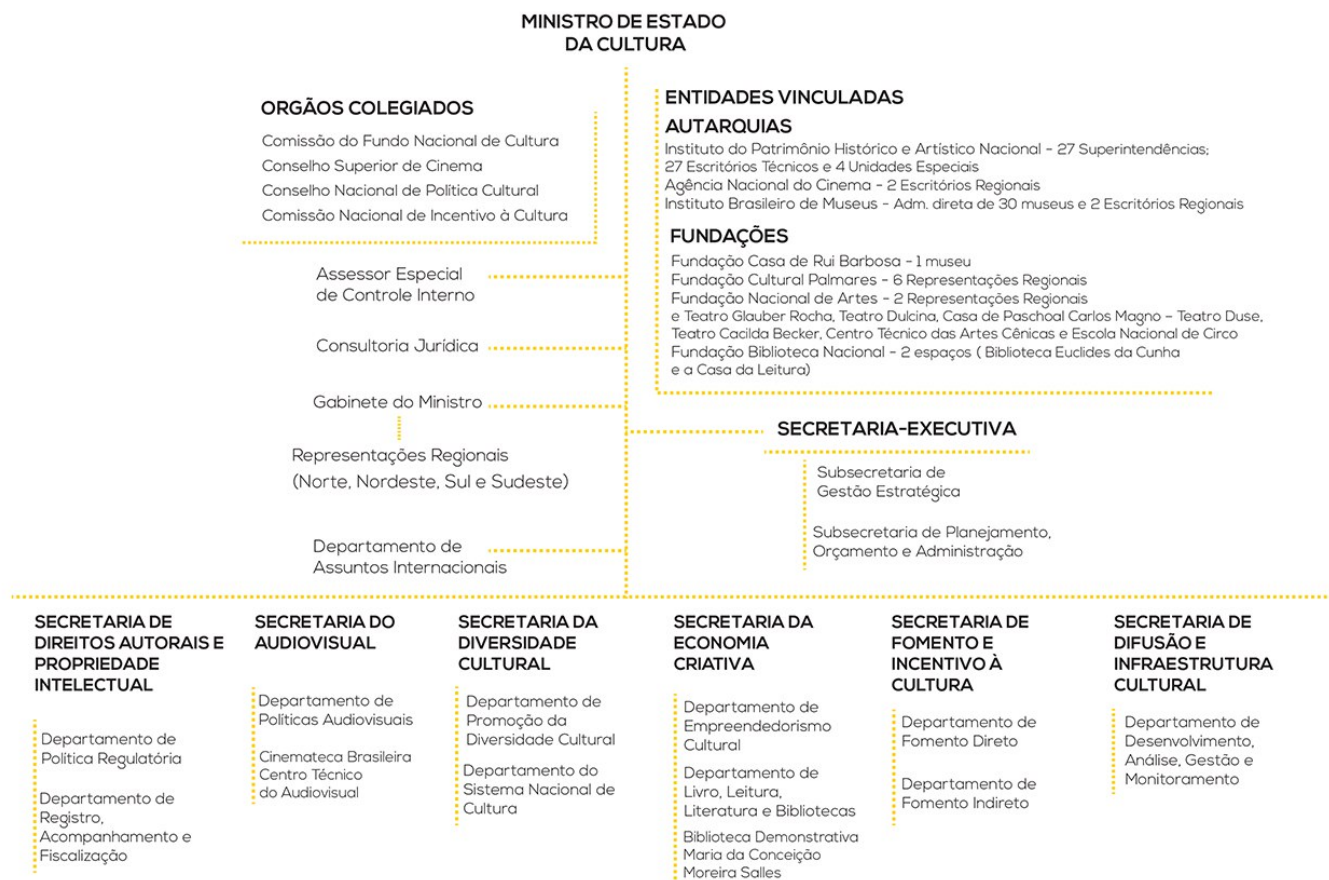 MINISTRO DE ESTADO
DA CULTURA
ORGÃOS COLEGIADOS
Comissão do Fundo Nacional de Cultura
Conselho Superior de Cinema
Conselho Nacional de Política Cultural
Comissão Nacional de Incentivo à Cultura
ENTIDADES VINCULADAS
AUTARQUIAS
Instituto do Patrimônio Histórico e Artístico Nacional - 27 Superintendências;
27 Escritórios Técnicos e 4 Unidades Especiais
Agência Nacional do Cinema - 2 Escritórios Regionais
Instituto Brasileiro de Museus - Adm. direta de 30 museus e 2 Escritórios Regionais
FUNDAÇÕES
Fundação Casa de Rui Barbosa - 1 museu
Fundação Cultural Palmares - 6 Representações Regionais
Fundação Nacional de Artes - 2 Representações Regionais
e Teatro Glauber Rocha, Teatro Dulcina, Casa de Paschoal Carlos Magno – Teatro Duse,
Teatro Cacilda Becker, Centro Técnico das Artes Cênicas e Escola Nacional de Circo
Fundação Biblioteca Nacional - 2 espaços ( Biblioteca Euclides da Cunha
e a Casa da Leitura)
Assessor Especial
de Controle Interno
Consultoria Jurídica
Gabinete do Ministro
Representações Regionais
(Norte, Nordeste, Sul e Sudeste)
Departamento de
Assuntos Internacionais
SECRETARIA-EXECUTIVA
Subsecretaria de
Gestão Estratégica
Subsecretaria de Planejamento,
Orçamento e Administração
SECRETARIA DE
DIREITOS AUTORAIS E
PROPRIEDADE
INTELECTUAL
Departamento de
Política Regulatória
Departamento de
Registro,
Acompanhamento e
Fiscalização
SECRETARIA DO
AUDIOVISUAL
Departamento de
Políticas Audiovisuais
Cinemateca Brasileira
Centro Técnico
do Audiovisual
SECRETARIA DA
DIVERSIDADE
CULTURAL
Departamento de
Promoção da
Diversidade Cultural
Departamento do
Sistema Nacional de
Cultura
SECRETARIA DA
ECONOMIA
CRIATIVA
Departamento de
Empreendedorismo
Cultural
Departamento de
Livro, Leitura,
Literatura e Bibliotecas
Biblioteca Demonstrativa
Maria da Conceição
Moreira Salles
SECRETARIA DE
FOMENTO E
INCENTIVO À
CULTURA
Departamento de
Fomento Direto
Departamento de
Fomento Indireto
SECRETARIA DE
DIFUSÃO E
INFRAESTRUTURA
CULTURAL
Departamento de
Desenvolvimento,
Análise, Gestão e
Monitoramento